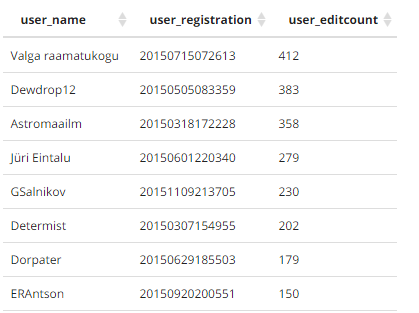 user_name user_registration user_editcount
Valga raamatukogu 20150715072613 412
Dewdrop12 20150505083359 383
Astromaailm 20150318172228 358
Jüri Eintalu 20150601220340 279
GSalnikov 20151109213705 230
Determist 20150307154955 202
Dorpater 20150629185503 179
ERAntson 20150920200551 150